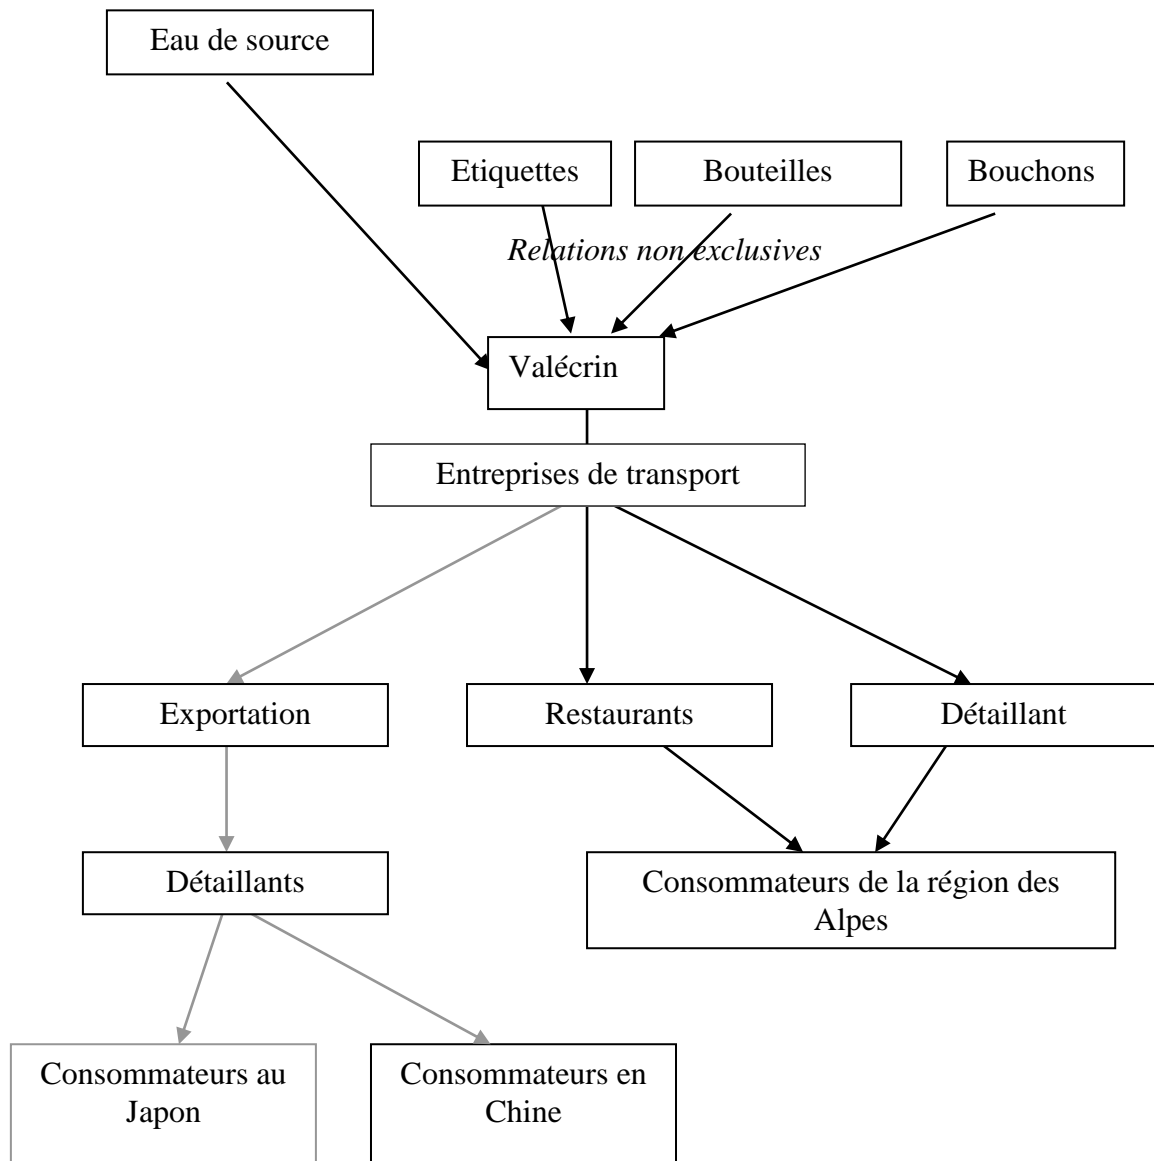 Eau de source
Etiquettes
Bouteilles
Bouchons
Relations non exclusives
Valécrin
Entreprises de transport
Exportation
Restaurants
Détaillant
Détaillants
Consommateurs de la région des
Alpes
Consommateurs au
Japon
Consommateurs en
Chine